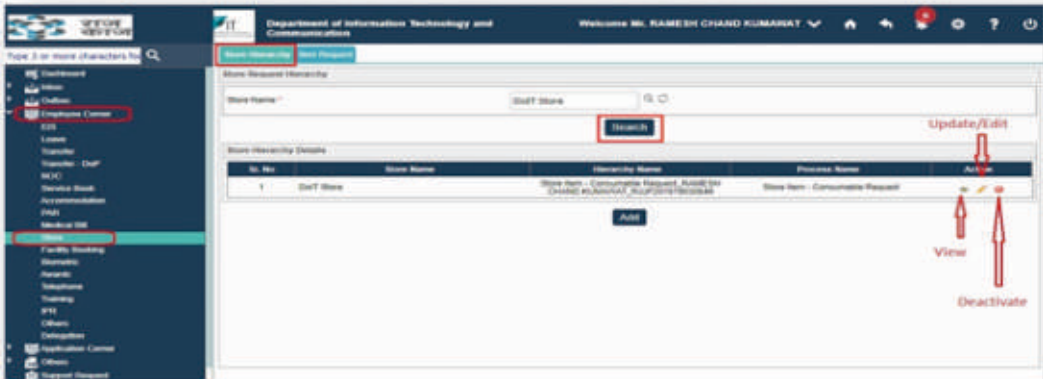 राज काज
IT
Department of Information Technology and Communication
Welcome Mr. RAMESH CHAND KUMAWAT
Type 3 or more characters for
Dashboard
Inbox
Outbox
Employee Corner
EIS
Leave
Transfer
Transfer - DoP
NOC
Service Book
Accommodation
PAR
Medical Bill
Store
Facility Booking
Biometric
Awards
Telephone
Training
IPR
Others
Delegation
Application Corner
Others
Support Request
Store Hierarchy
Item Request
Store Request Hierarchy
Store Name *
DoIT Store
Search
Store Hierarchy Details
Sr. No
Store Name
Hierarchy Name
Process Name
Action
1
DoIT Store
Store Item - Consumable Request_RAMESH
Store Item - Consumable Request
Add
Update/Edit
View
Deactivate